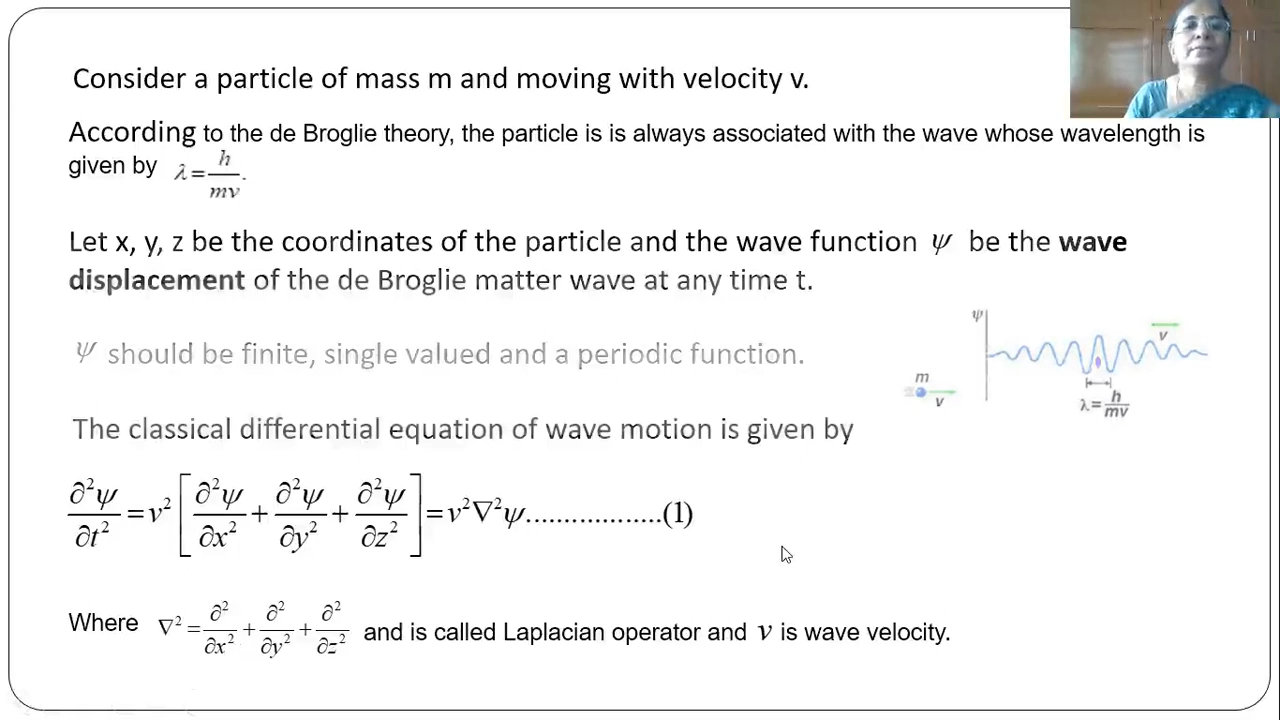 Consider a particle of mass m and moving with velocity v.
According to the de Broglie theory, the particle is is always associated with the wave whose wavelength is
given by λ = h/mv.
Let x, y, z be the coordinates of the particle and the wave function ψ be the wave
displacement of the de Broglie matter wave at any time t.
ψ should be finite, single valued and a periodic function.
ψ
v
m
v
λ = h/mv
The classical differential equation of wave motion is given by
∂²ψ/∂t² = v² [∂²ψ/∂x² + ∂²ψ/∂y² + ∂²ψ/∂z²] = v²∇²ψ..................(1)
Where ∇² = ∂²/∂x² + ∂²/∂y² + ∂²/∂z² and is called Laplacian operator and v is wave velocity.